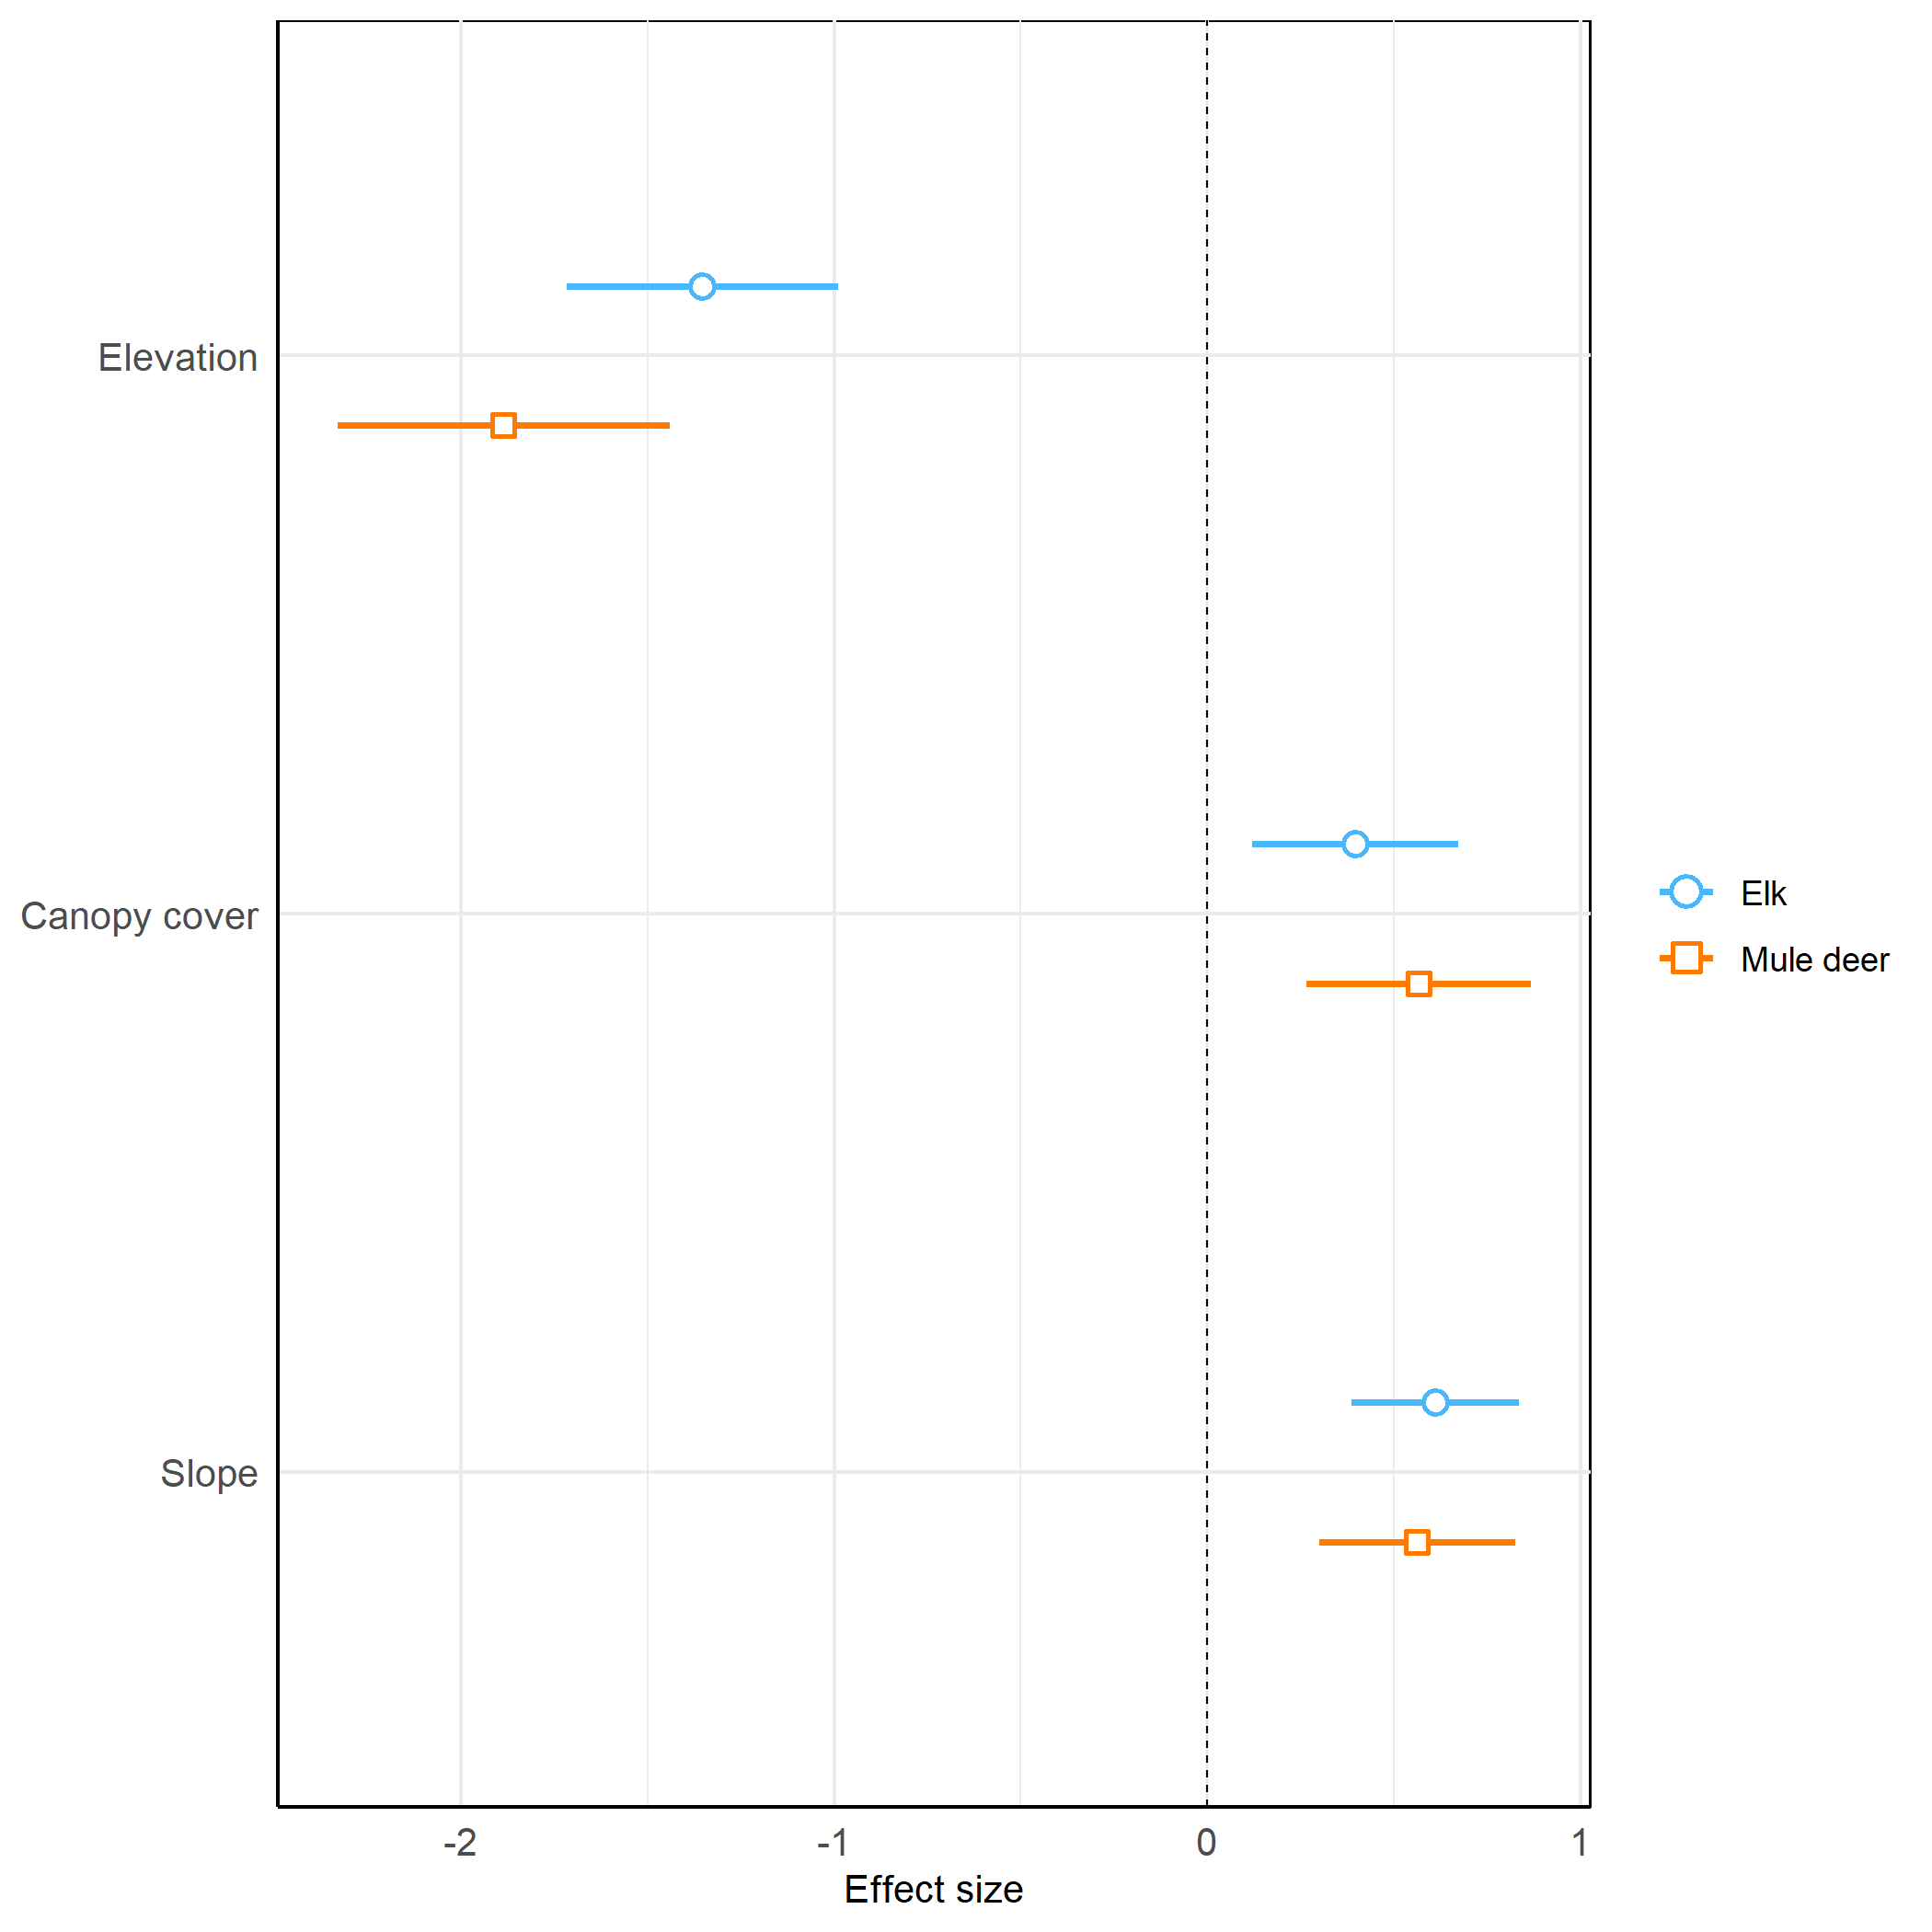 Elevation
Canopy cover
Slope
-2 -1 0 1
Effect size
Elk
Mule deer